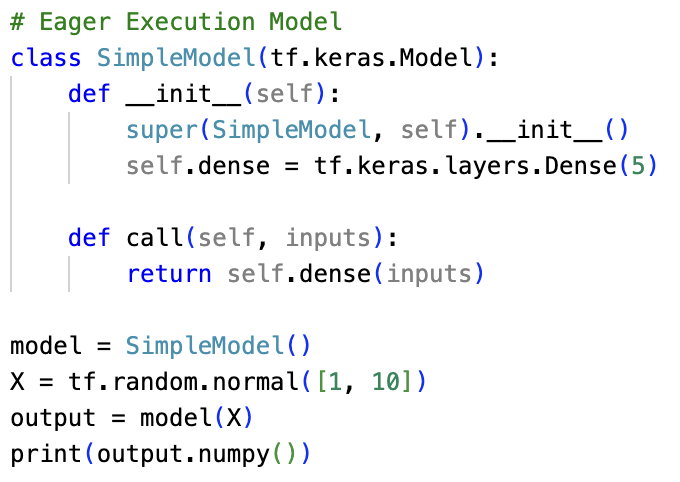 # Eager Execution Model
class SimpleModel(tf.keras.Model):
    def __init__(self):
        super(SimpleModel, self).__init__()
        self.dense = tf.keras.layers.Dense(5)

    def call(self, inputs):
        return self.dense(inputs)

model = SimpleModel()
X = tf.random.normal([1, 10])
output = model(X)
print(output.numpy())